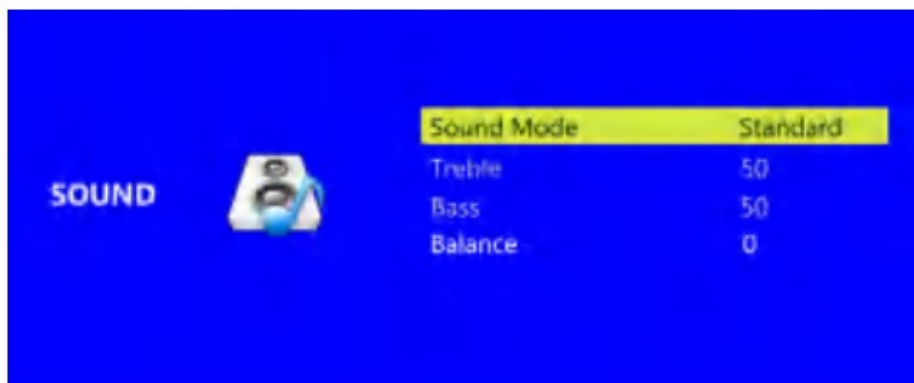 SOUND
Sound Mode Standard
Treble 50
Bass 50
Balance 0